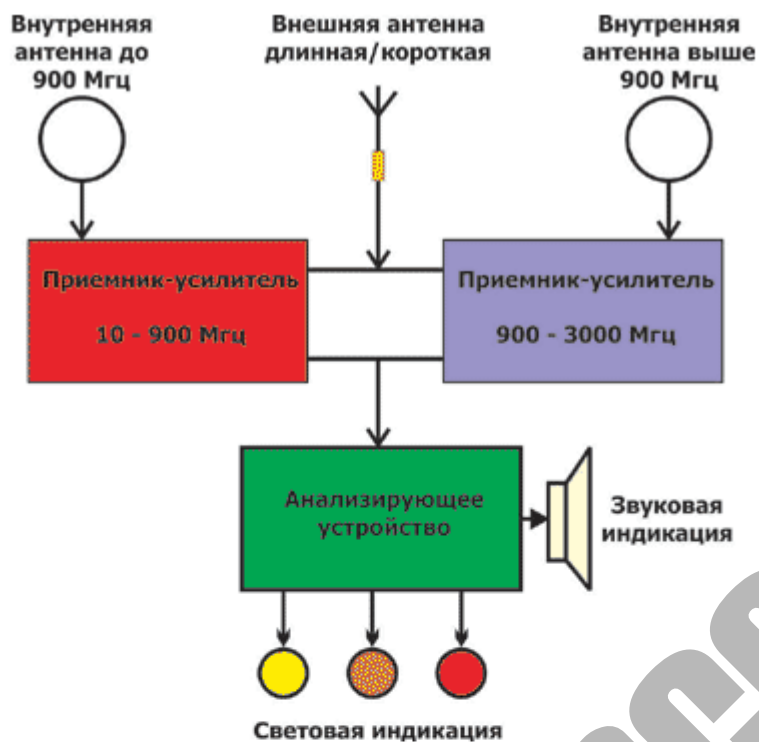 Внутренняя
антенна до
900 Мгц
Внешняя антенна
длинная/короткая
Внутренняя
антенна выше
900 Мгц
Приемник-усилитель
10 - 900 Мгц
Приемник-усилитель
900 - 3000 Мгц
Анализирующее
устройство
Звуковая
индикация
Световая индикация